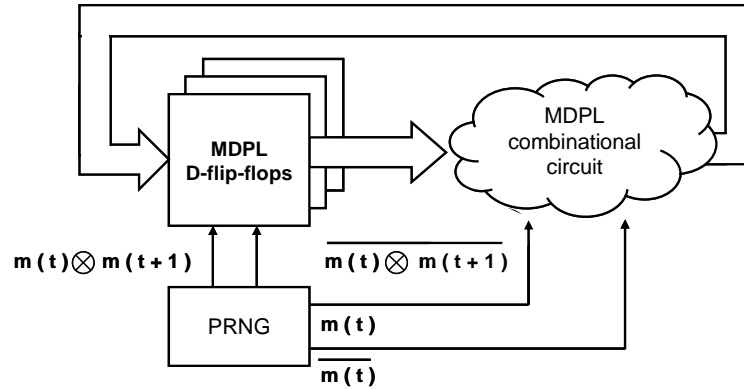 MDPL
D-flip-flops
MDPL
combinational
circuit
m ( t ) ⊗ m ( t + 1 )
m ( t ) ⊗ m ( t + 1 )
PRNG
m ( t )
m ( t )